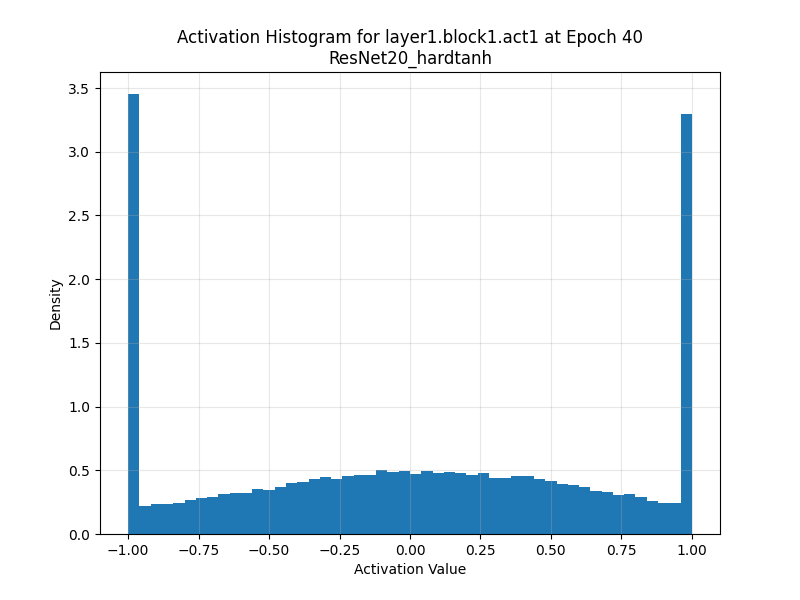 Activation Histogram for layer1.block1.act1 at Epoch 40
ResNet20_hardtanh
3.5
3.0
2.5
2.0
1.5
1.0
0.5
0.0
Density
−1.00 −0.75 −0.50 −0.25 0.00 0.25 0.50 0.75 1.00
Activation Value